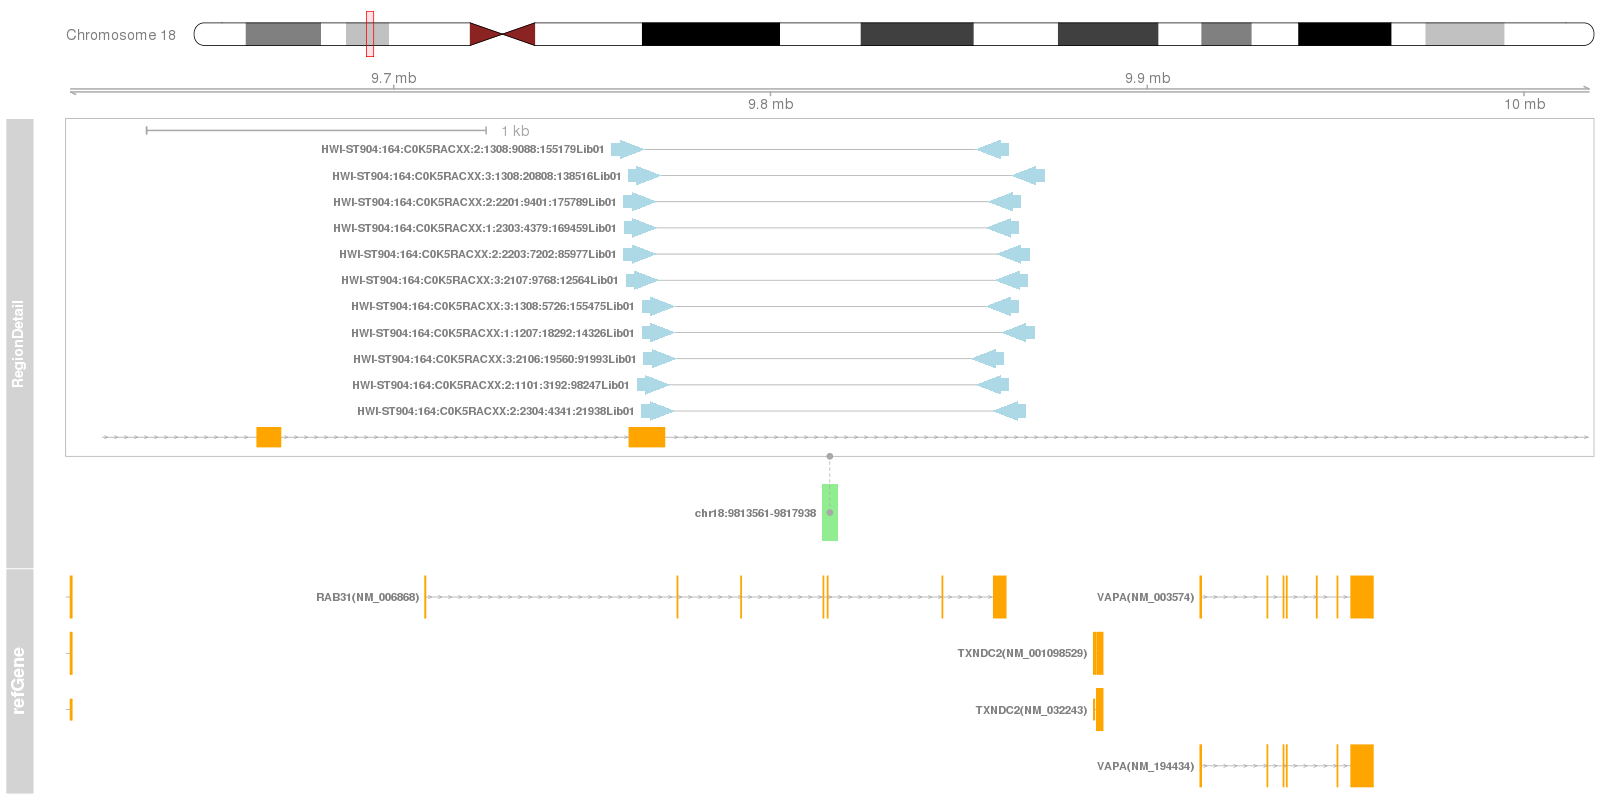 Chromosome 18
9.7 mb
9.9 mb
9.8 mb
10 mb
1 kb
HWI-ST904:164:C0K5RACXX:2:1308:9088:155179Lib01
HWI-ST904:164:C0K5RACXX:3:1308:20808:138516Lib01
HWI-ST904:164:C0K5RACXX:2:2201:9401:175789Lib01
HWI-ST904:164:C0K5RACXX:1:2303:4379:169459Lib01
HWI-ST904:164:C0K5RACXX:2:2203:7202:85977Lib01
HWI-ST904:164:C0K5RACXX:3:2107:9768:12564Lib01
HWI-ST904:164:C0K5RACXX:3:1308:5726:155475Lib01
HWI-ST904:164:C0K5RACXX:1:1207:18292:14326Lib01
HWI-ST904:164:C0K5RACXX:3:2106:19560:91993Lib01
HWI-ST904:164:C0K5RACXX:2:1101:3192:98247Lib01
HWI-ST904:164:C0K5RACXX:2:2304:4341:21938Lib01
RegionDetail
chr18:9813561-9817938
RAB31(NM_006868)
VAPA(NM_003574)
TXNDC2(NM_001098529)
refGene
TXNDC2(NM_032243)
VAPA(NM_194434)